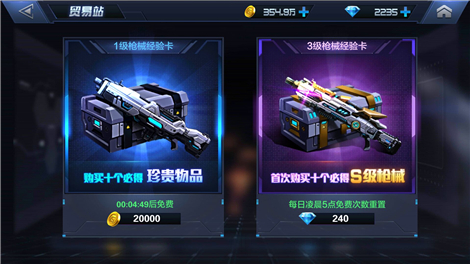 贸易站
354.9万
2235
1级枪械经验卡
3级枪械经验卡
购买十个必得 珍贵物品
首次购买十个必得 S级枪械
00:04:49后免费
每日凌晨5点免费次数重置
20000
240